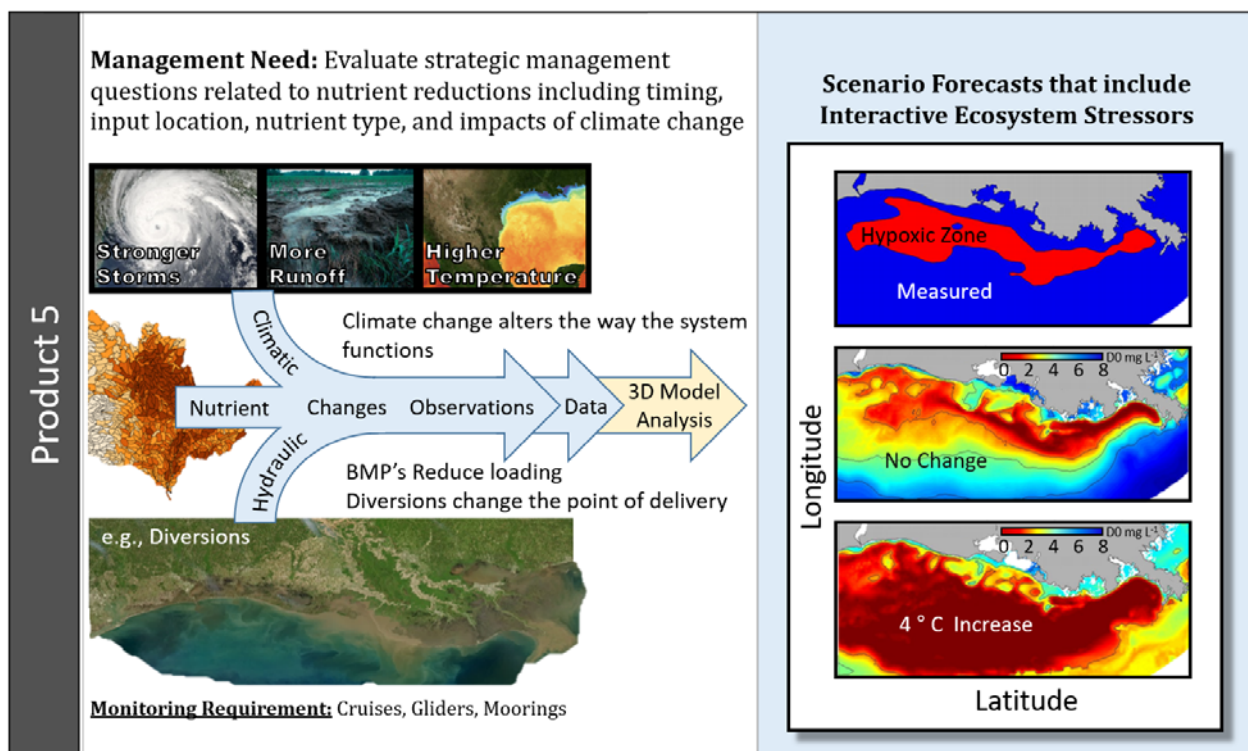 Product 5
Management Need: Evaluate strategic management
questions related to nutrient reductions including timing,
input location, nutrient type, and impacts of climate change
Stronger
Storms
More
Runoff
Higher
Temperature
Climatic
Climate change alters the way the system
functions
Nutrient
Changes
Observations
Data
3D Model
Analysis
Hydraulic
BMP's Reduce loading
Diversions change the point of delivery
e.g., Diversions
Monitoring Requirement: Cruises, Gliders, Moorings
Scenario Forecasts that include
Interactive Ecosystem Stressors
Hypoxic Zone
Measured
DO mg L-1
0 2 4 6 8
No Change
DO mg L-1
0 2 4 6 8
4 ° C Increase
Longitude
Latitude